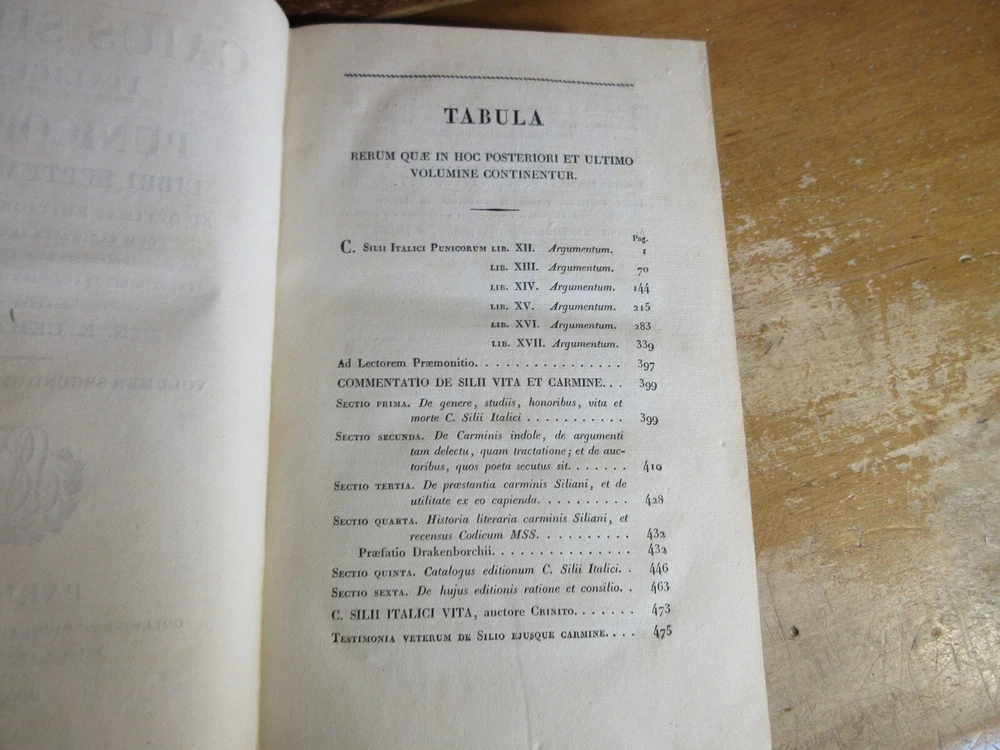 TABULA
RERUM QUÆ IN HOC POSTERIORI ET ULTIMO
VOLUMINE CONTINENTUR.
Pag.
C. SILII ITALICI PUNICORUM LIB. XII. Argumentum. 1
LIB. XIII. Argumentum. 70
LIB. XIV. Argumentum. 144
LIB. XV. Argumentum. 215
LIB. XVI. Argumentum. 283
LIB. XVII. Argumentum. 339
Ad Lectorem Præmonitio. . . . . . . . . . . . . . . . 397
COMMENTATIO DE SILII VITA ET CARMINE. . . 399
SECTIO PRIMA. De genere, studiis, honoribus, vita et
morte C. Silii Italici . . . . . . . . . . . 399
SECTIO SECUNDA. De Carminis indole, de argumenti
tam delectu, quam tractatione; et de auc-
toribus, quos poeta secutus sit. . . . . . . 410
SECTIO TERTIA. De præstantia carminis Siliani, et de
utilitate ex eo capienda. . . . . . . . . . 428
SECTIO QUARTA. Historia literaria carminis Siliani, et
recensus Codicum MSS. . . . . . . . . . 432
Præfatio Drakenborchii. . . . . . . . . . . . . . . 432
SECTIO QUINTA. Catalogus editionum C. Silii Italici. . 446
SECTIO SEXTA. De hujus editionis ratione et consilio. . 463
C. SILII ITALICI VITA, auctore CRINITO. . . . . . . 473
TESTIMONIA VETERUM DE SILIO EJUSQUE CARMINE. . . . 475